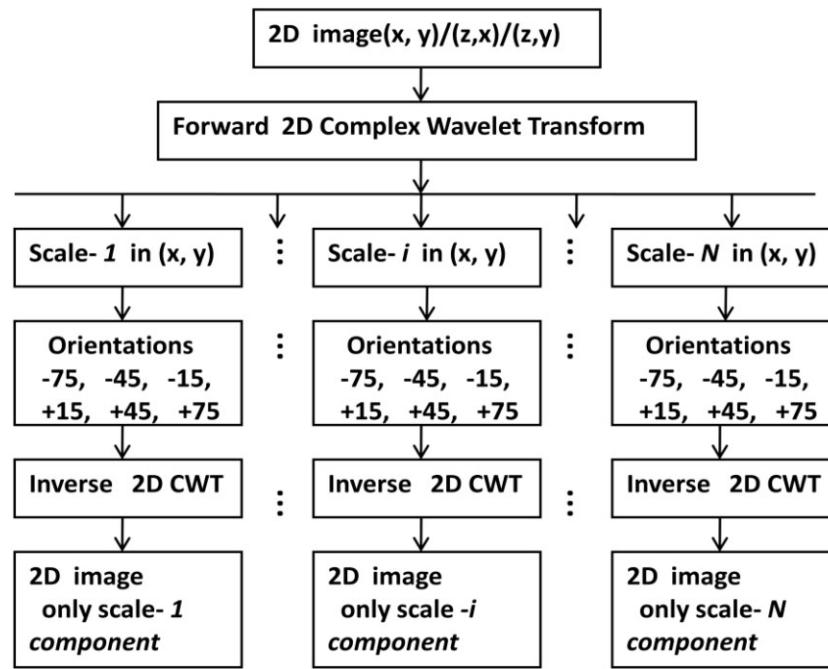 2D image(x, y)/(z,x)/(z,y)
Forward 2D Complex Wavelet Transform
Scale- 1 in (x, y)
Scale- i in (x, y)
Scale- N in (x, y)
Orientations
-75, -45, -15,
+15, +45, +75
Orientations
-75, -45, -15,
+15, +45, +75
Orientations
-75, -45, -15,
+15, +45, +75
Inverse 2D CWT
Inverse 2D CWT
Inverse 2D CWT
2D image
only scale- 1
component
2D image
only scale -i
component
2D image
only scale- N
component